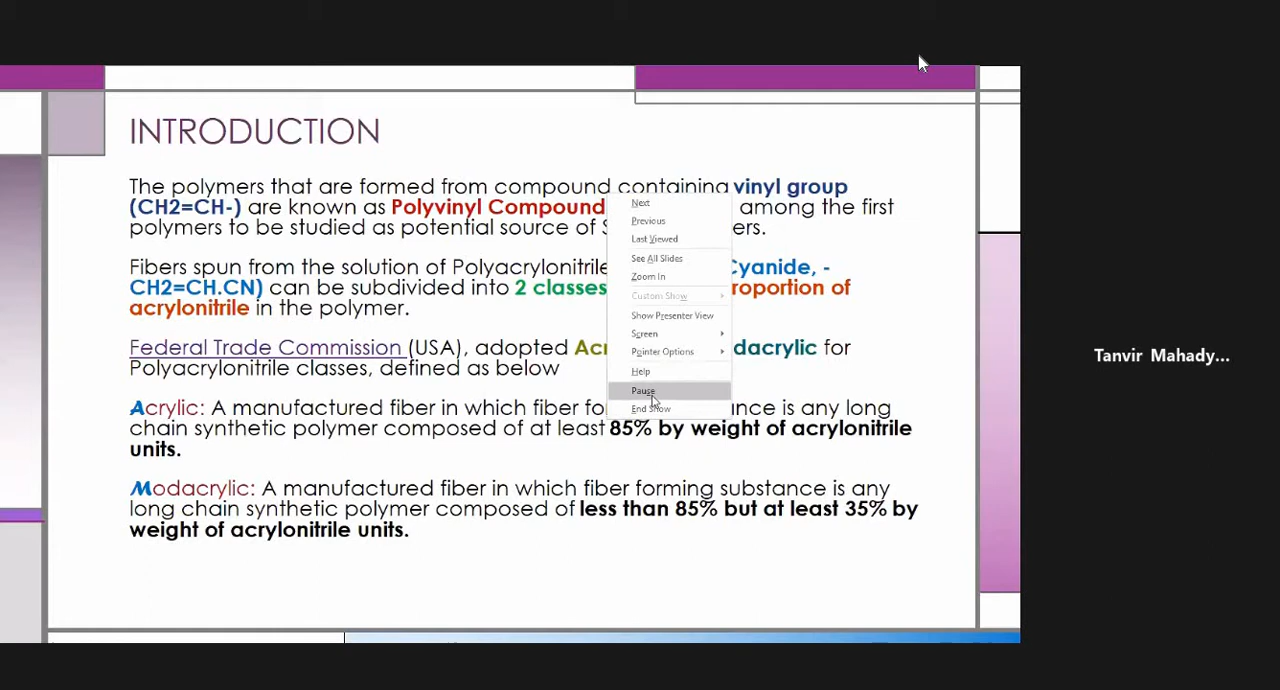 INTRODUCTION
The polymers that are formed from compound containing vinyl group
(CH2=CH-) are known as Polyvinyl Compound, among the first
polymers to be studied as potential source of S ers.
Fibers spun from the solution of Polyacrylonitrile Cyanide, -
CH2=CH.CN) can be subdivided into 2 classes roportion of
acrylonitrile in the polymer.
Federal Trade Commission (USA), adopted Acr dacrylic for
Polyacrylonitrile classes, defined as below
Acrylic: A manufactured fiber in which fiber fo ance is any long
chain synthetic polymer composed of at least 85% by weight of acrylonitrile
units.
Modacrylic: A manufactured fiber in which fiber forming substance is any
long chain synthetic polymer composed of less than 85% but at least 35% by
weight of acrylonitrile units.
Next
Previous
Last Viewed
See All Slides
Zoom In
Custom Show
Show Presenter View
Screen
Pointer Options
Help
Pause
End Show
Tanvir Mahady...